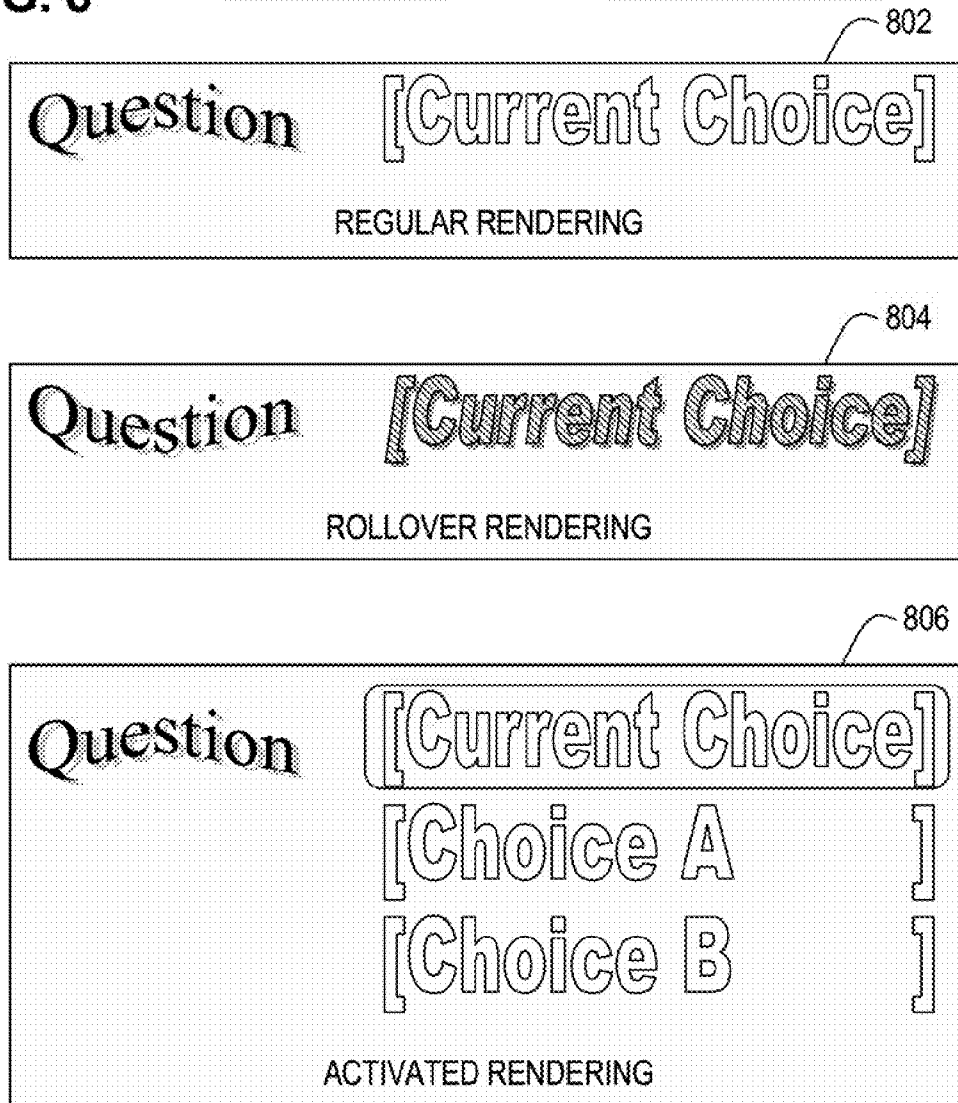 802
Question [Current Choice]
REGULAR RENDERING
804
Question [Current Choice]
ROLLOVER RENDERING
806
Question [Current Choice]
[Choice A ]
[Choice B ]
ACTIVATED RENDERING